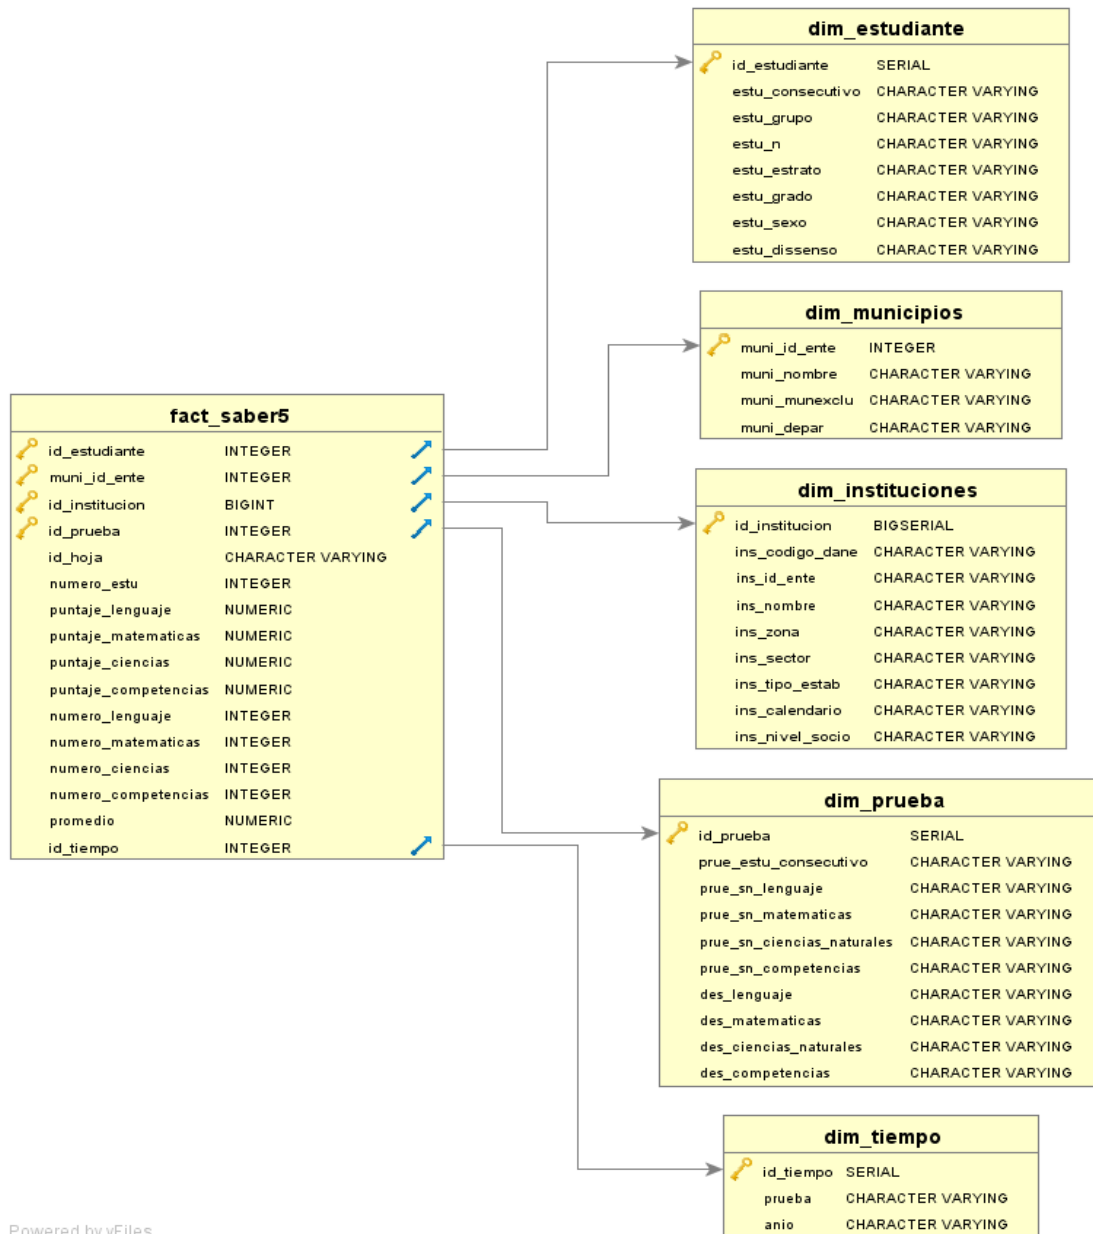 dim_estudiante
id_estudiante SERIAL
estu_consecutivo CHARACTER VARYING
estu_grupo CHARACTER VARYING
estu_n CHARACTER VARYING
estu_estrato CHARACTER VARYING
estu_grado CHARACTER VARYING
estu_sexo CHARACTER VARYING
estu_dissenso CHARACTER VARYING
dim_municipios
muni_id_ente INTEGER
muni_nombre CHARACTER VARYING
muni_munexclu CHARACTER VARYING
muni_depar CHARACTER VARYING
fact_saber5
id_estudiante INTEGER
muni_id_ente INTEGER
id_institucion BIGINT
id_prueba INTEGER
id_hoja CHARACTER VARYING
numero_estu INTEGER
puntaje_lenguaje NUMERIC
puntaje_matematicas NUMERIC
puntaje_ciencias NUMERIC
puntaje_competencias NUMERIC
numero_lenguaje INTEGER
numero_matematicas INTEGER
numero_ciencias INTEGER
numero_competencias INTEGER
promedio NUMERIC
id_tiempo INTEGER
dim_instituciones
id_institucion BIGSERIAL
ins_codigo_dane CHARACTER VARYING
ins_id_ente CHARACTER VARYING
ins_nombre CHARACTER VARYING
ins_zona CHARACTER VARYING
ins_sector CHARACTER VARYING
ins_tipo_estab CHARACTER VARYING
ins_calendario CHARACTER VARYING
ins_nivel_socio CHARACTER VARYING
dim_prueba
id_prueba SERIAL
prue_estu_consecutivo CHARACTER VARYING
prue_sn_lenguaje CHARACTER VARYING
prue_sn_matematicas CHARACTER VARYING
prue_sn_ciencias_naturales CHARACTER VARYING
prue_sn_competencias CHARACTER VARYING
des_lenguaje CHARACTER VARYING
des_matematicas CHARACTER VARYING
des_ciencias_naturales CHARACTER VARYING
des_competencias CHARACTER VARYING
dim_tiempo
id_tiempo SERIAL
prueba CHARACTER VARYING
anio CHARACTER VARYING
Powered by yFiles